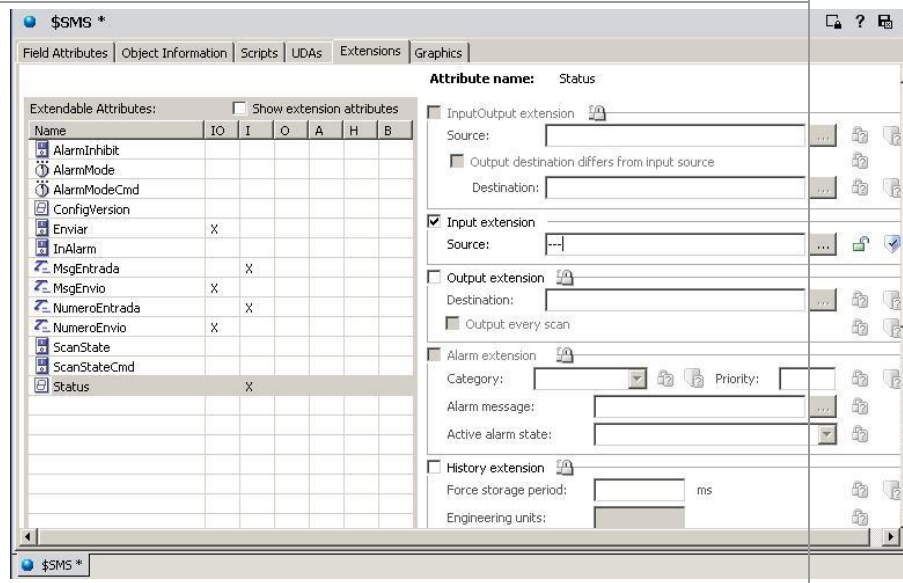 $SMS *
?
Field Attributes Object Information Scripts UDAs Extensions Graphics
Attribute name: Status
Extendable Attributes: Show extension attributes
Name IO I O A H B
AlarmInhibit
AlarmMode
AlarmModeCmd
ConfigVersion
Enviar X
InAlarm
MsgEntrada X
MsgEnvio X
NumeroEntrada X
NumeroEnvio X
ScanState
ScanStateCmd
Status X
InputOutput extension
Source: ...
Output destination differs from input source
Destination: ...
Input extension
Source: --- ...
Output extension
Destination: ...
Output every scan
Alarm extension
Category: Priority:
Alarm message: ...
Active alarm state:
History extension
Force storage period: ms
Engineering units:
$SMS *